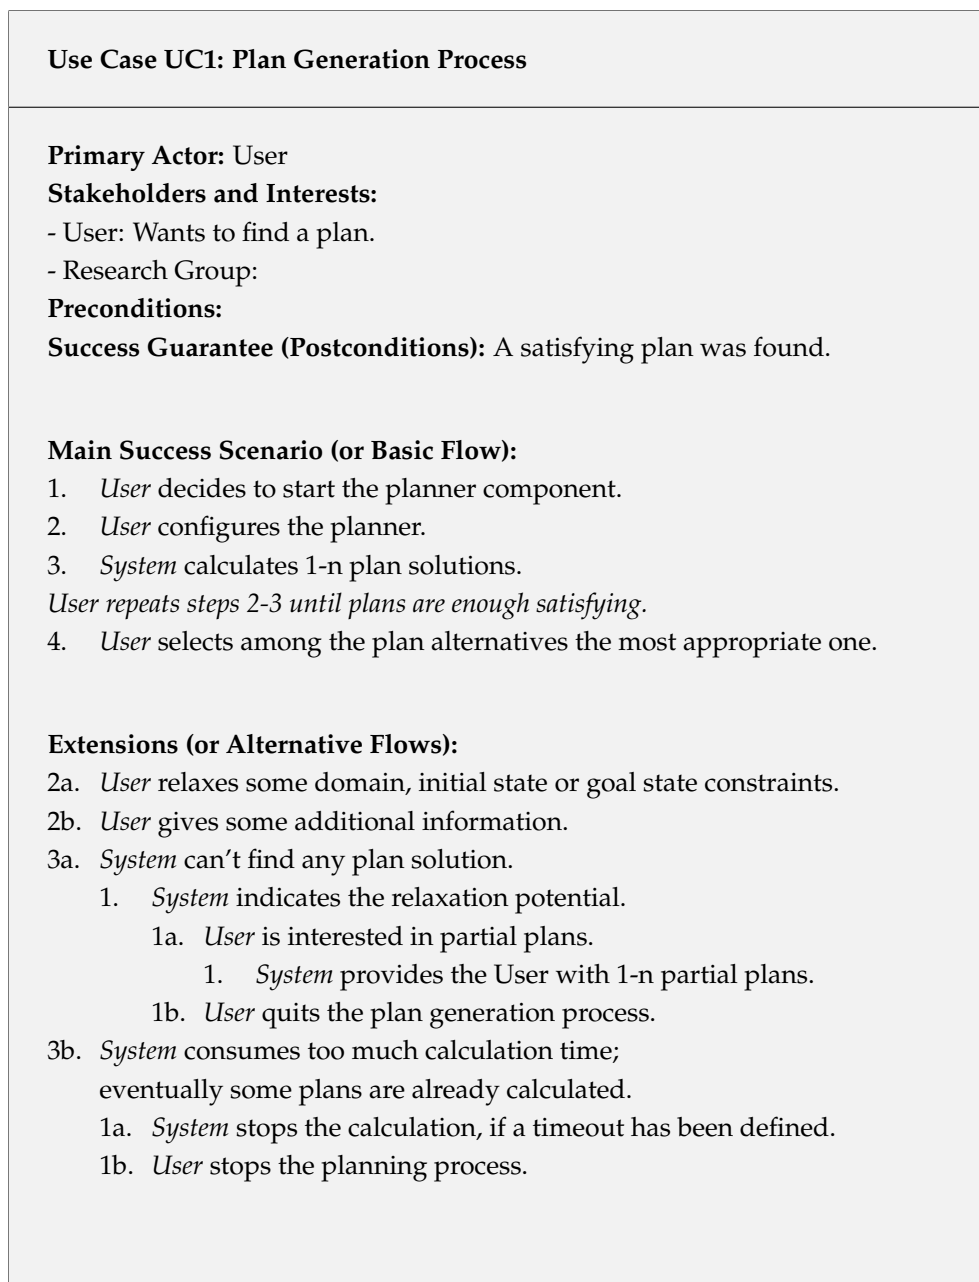 Use Case UC1: Plan Generation Process
Primary Actor: User
Stakeholders and Interests:
- User: Wants to find a plan.
- Research Group:
Preconditions:
Success Guarantee (Postconditions): A satisfying plan was found.
Main Success Scenario (or Basic Flow):
1. User decides to start the planner component.
2. User configures the planner.
3. System calculates 1-n plan solutions.
User repeats steps 2-3 until plans are enough satisfying.
4. User selects among the plan alternatives the most appropriate one.
Extensions (or Alternative Flows):
2a. User relaxes some domain, initial state or goal state constraints.
2b. User gives some additional information.
3a. System can't find any plan solution.
1. System indicates the relaxation potential.
1a. User is interested in partial plans.
1. System provides the User with 1-n partial plans.
1b. User quits the plan generation process.
3b. System consumes too much calculation time;
eventually some plans are already calculated.
1a. System stops the calculation, if a timeout has been defined.
1b. User stops the planning process.